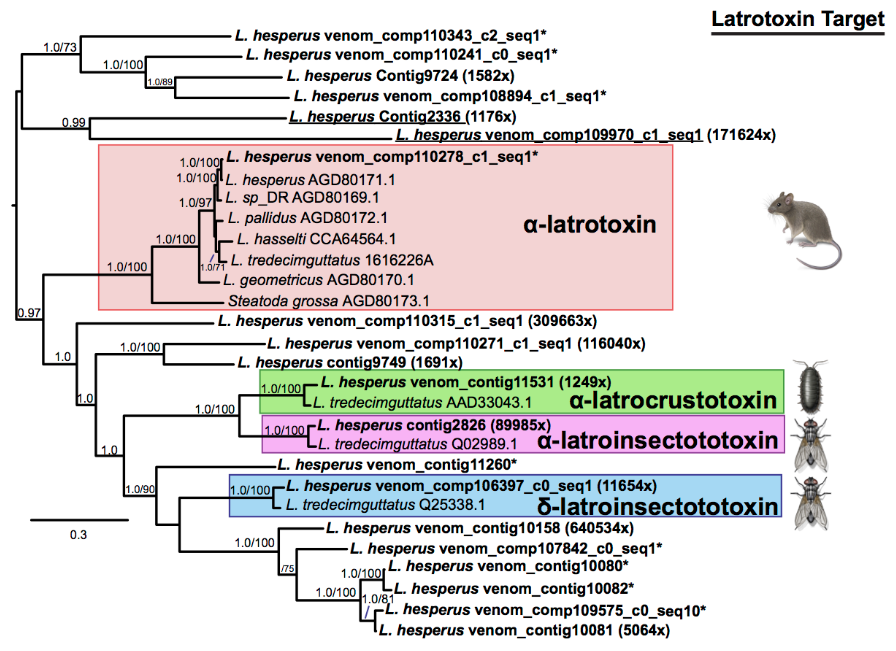 Latrotoxin Target
L. hesperus venom_comp110343_c2_seq1*
1.0/73
L. hesperus venom_comp110241_c0_seq1*
1.0/100
L. hesperus Contig9724 (1582x)
1.0/89
L. hesperus venom_comp108894_c1_seq1*
L. hesperus Contig2336 (1176x)
0.99
L. hesperus venom_comp109970_c1_seq1 (171624x)
L. hesperus venom_comp110278_c1_seq1*
1.0/100
L. hesperus AGD80171.1
1.0/100
L. sp_DR AGD80169.1
1.0/97
L. pallidus AGD80172.1
α-latrotoxin
L. hasselti CCA64564.1
1.0/100
L. tredecimguttatus 1616226A
1.0/71
1.0/100
L. geometricus AGD80170.1
Steatoda grossa AGD80173.1
0.97
L. hesperus venom_comp110315_c1_seq1 (309663x)
L. hesperus venom_comp110271_c1_seq1 (116040x)
1.0/100
1.0
L. hesperus contig9749 (1691x)
L. hesperus venom_contig11531 (1249x)
1.0/100
1.0
L. tredecimguttatus AAD33043.1
α-latrocrustotoxin
1.0/100
L. hesperus contig2826 (89985x)
1.0/100
L. tredecimguttatus Q02989.1
α-latroinsectototoxin
1.0
L. hesperus venom_contig11260*
1.0/90
L. hesperus venom_comp106397_c0_seq1 (11654x)
1.0/100
L. tredecimguttatus Q25338.1
δ-latroinsectototoxin
0.3
L. hesperus venom_contig10158 (640534x)
1.0/100
L. hesperus venom_comp107842_c0_seq1*
/75
L. hesperus venom_contig10080*
1.0/100
L. hesperus venom_contig10082*
1.0/100
1.0/81
L. hesperus venom_comp109575_c0_seq10*
L. hesperus venom_contig10081 (5064x)